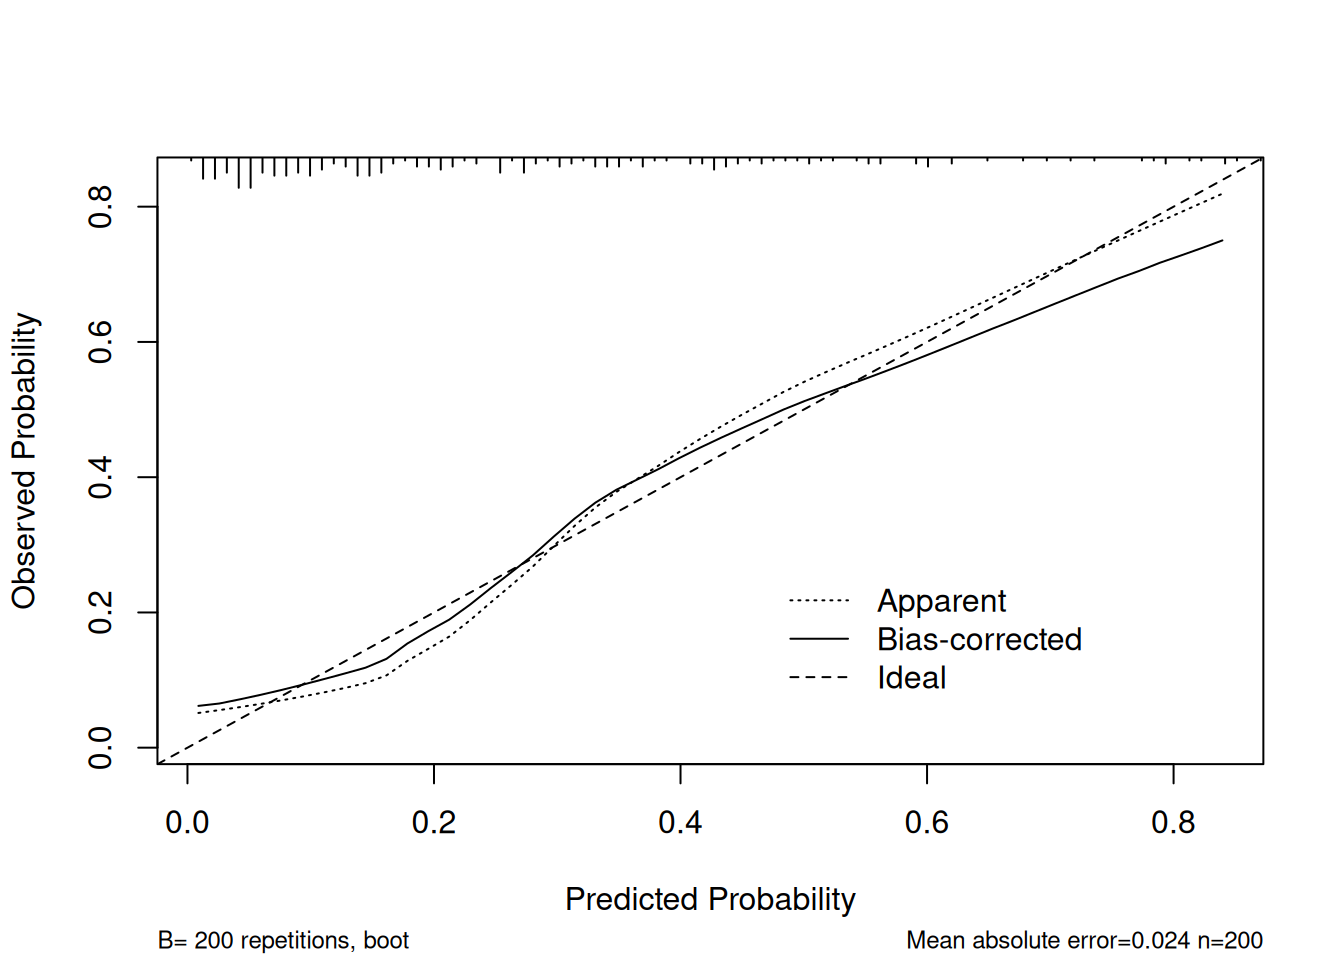 0.8
0.6
0.4
0.2
0.0
Observed Probability
Apparent
Bias-corrected
Ideal
0.0 0.2 0.4 0.6 0.8
Predicted Probability
B= 200 repetitions, boot
Mean absolute error=0.024 n=200